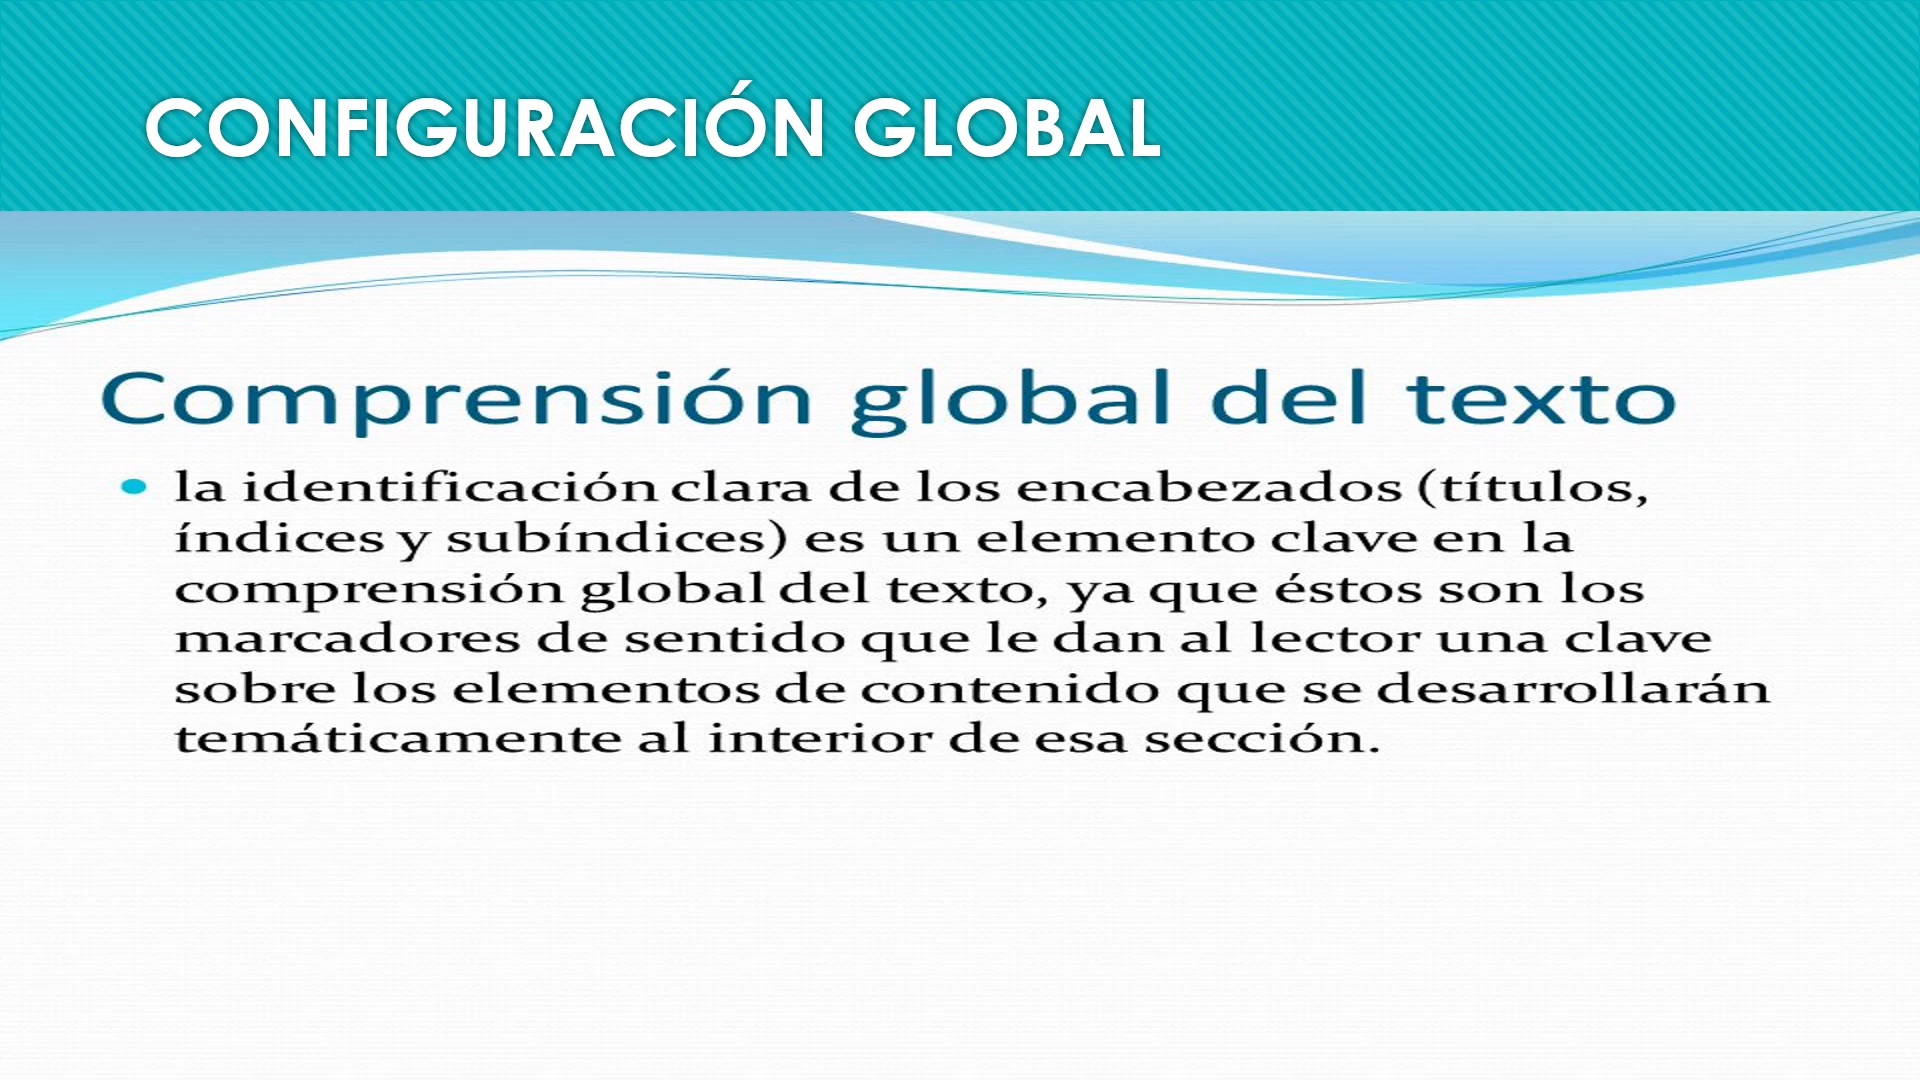 CONFIGURACIÓN GLOBAL
Comprensión global del texto
• la identificación clara de los encabezados (títulos,
índices y subíndices) es un elemento clave en la
comprensión global del texto, ya que éstos son los
marcadores de sentido que le dan al lector una clave
sobre los elementos de contenido que se desarrollarán
temáticamente al interior de esa sección.